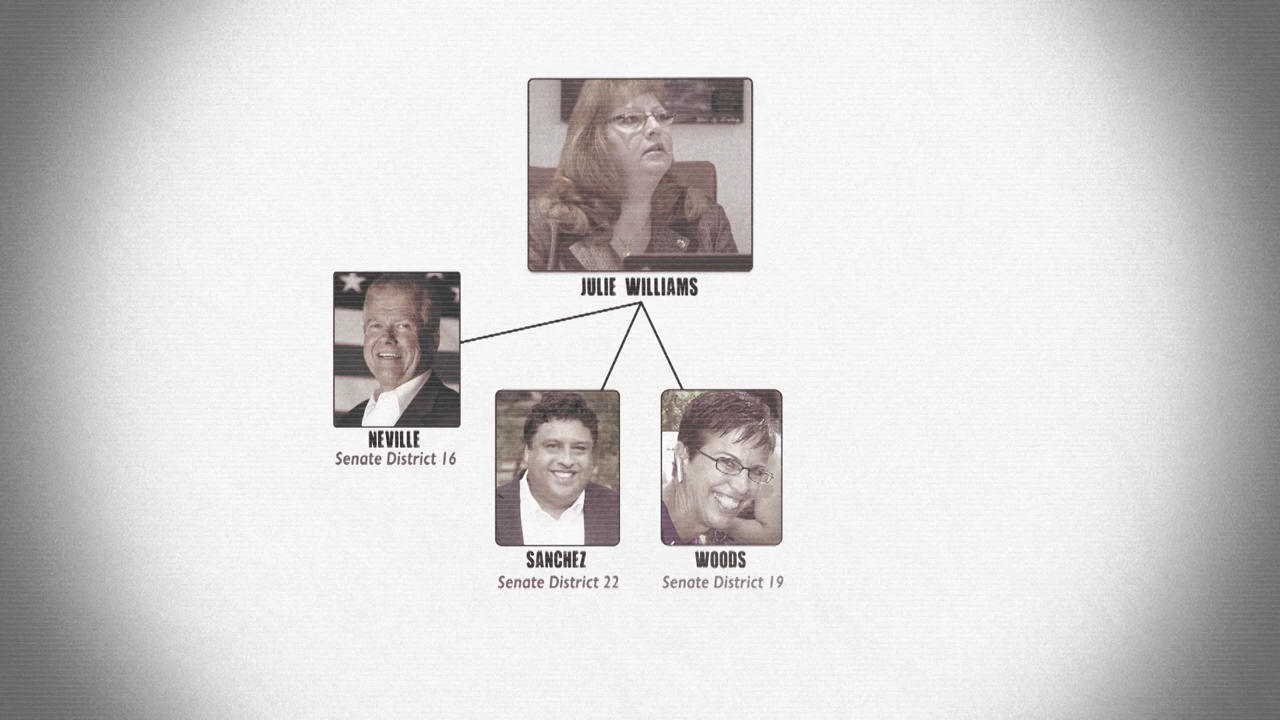 JULIE WILLIAMS
NEVILLE
Senate District 16
SANCHEZ
Senate District 22
WOODS
Senate District 19